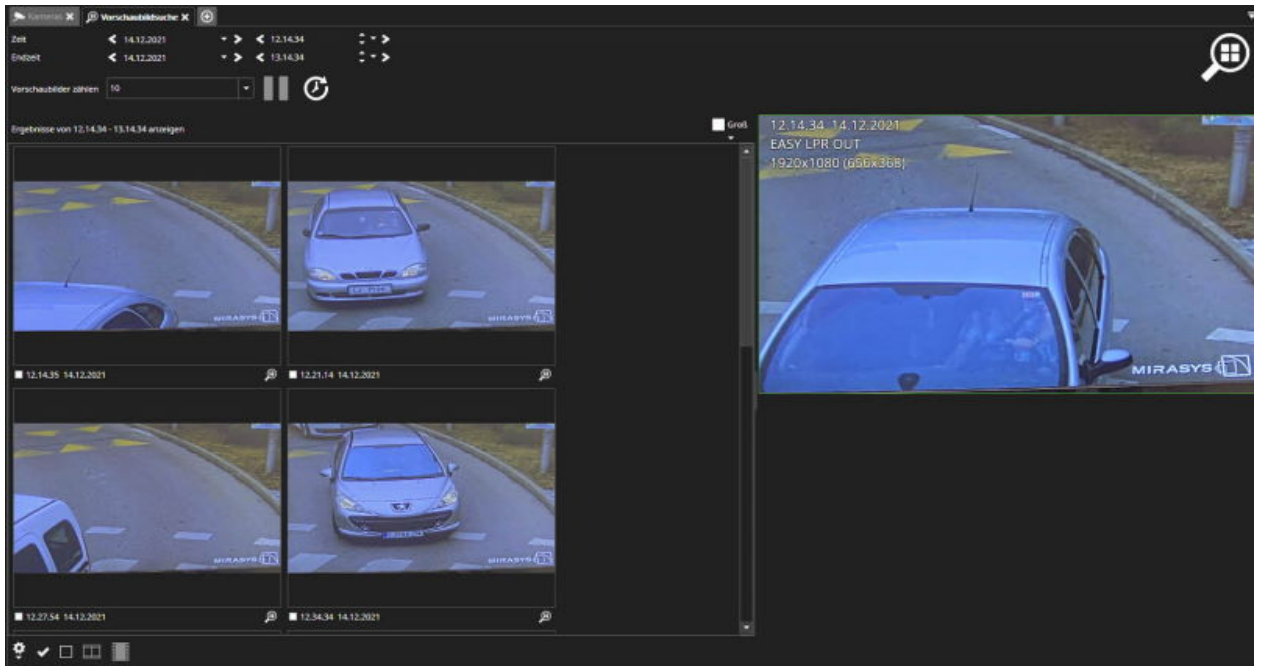 Kameras
Vorschaubildsuche
Zeit 14.12.2021 12.14.34
Endzeit 14.12.2021 13.14.34
Vorschaubilder zählen 10
Ergebnisse von 12.14.34 - 13.14.34 anzeigen
Groß
MIRASYS
MIRASYS
12.14.35 14.12.2021
12.21.14 14.12.2021
MIRASYS
MIRASYS
12.27.54 14.12.2021
12.34.34 14.12.2021
12.14.34 14.12.2021
EASY LPR OUT
1920x1080 (656x368)
MIRASYS